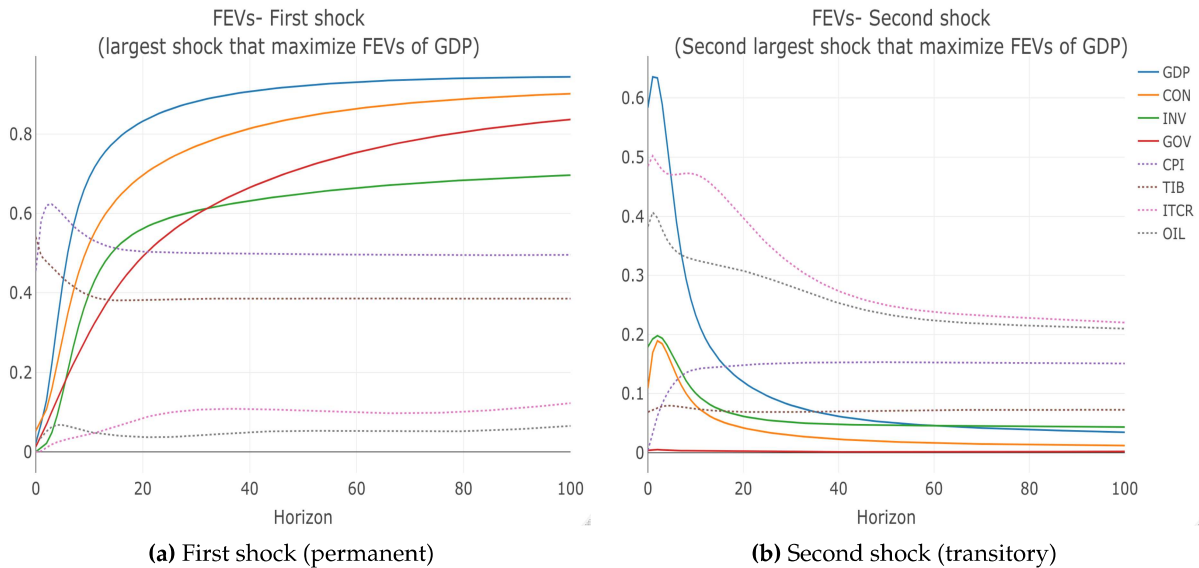 FEVs- First shock
(largest shock that maximize FEVs of GDP)
0.8
0.6
0.4
0.2
0
0 20 40 60 80 100
Horizon
(a) First shock (permanent)
FEVs- Second shock
(Second largest shock that maximize FEVs of GDP)
0.6
0.5
0.4
0.3
0.2
0.1
0
0 20 40 60 80 100
Horizon
GDP
CON
INV
GOV
CPI
TIB
ITCR
OIL
(b) Second shock (transitory)